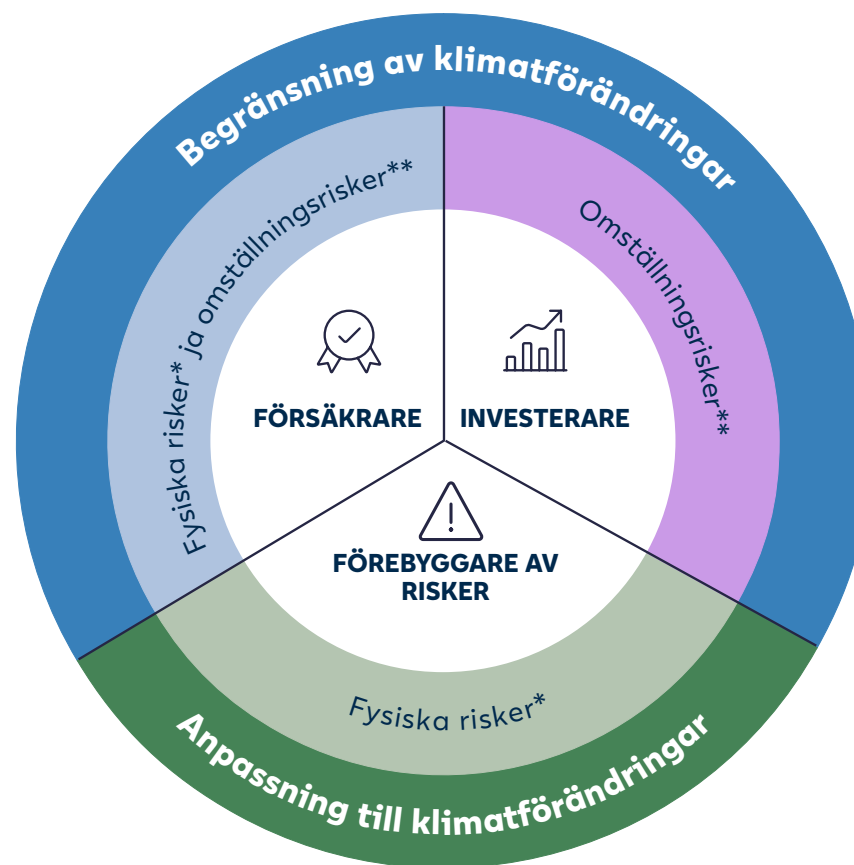 Begränsning av klimatförändringar
Fysiska risker* ja omställningsrisker**
Omställningsrisker**
FÖRSÄKRARE
INVESTERARE
FÖREBYGGARE AV
RISKER
Fysiska risker*
Anpassning till klimatförändringar